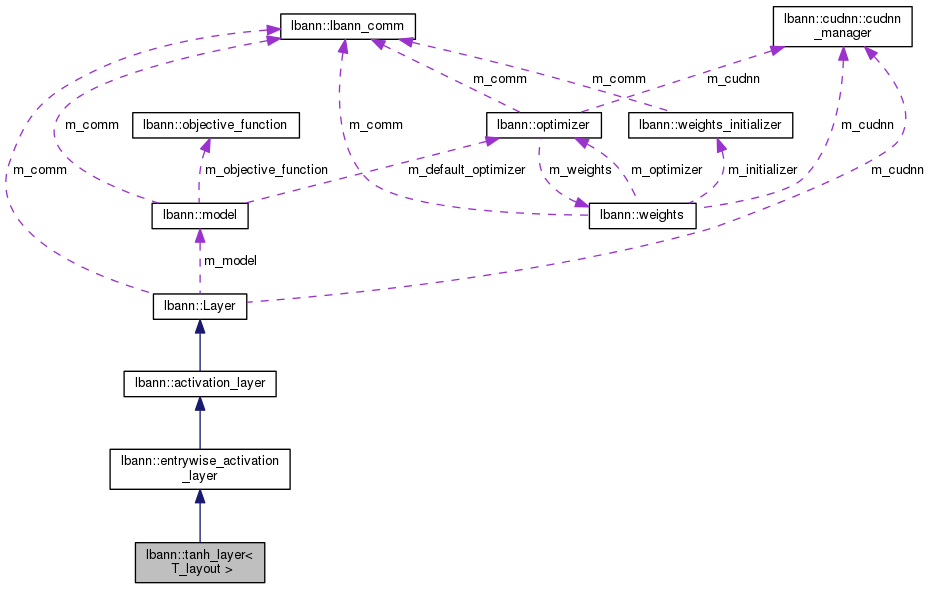 lbann::lbann_comm
lbann::cudnn::cudnn
_manager
m_comm
m_comm
m_cudnn
m_comm
lbann::objective_function
m_comm
lbann::optimizer
lbann::weights_initializer
m_cudnn
m_comm
m_objective_function
m_default_optimizer
m_weights
m_optimizer
m_initializer
m_cudnn
lbann::model
lbann::weights
m_model
lbann::Layer
lbann::activation_layer
lbann::entrywise_activation
_layer
lbann::tanh_layer<
T_layout >